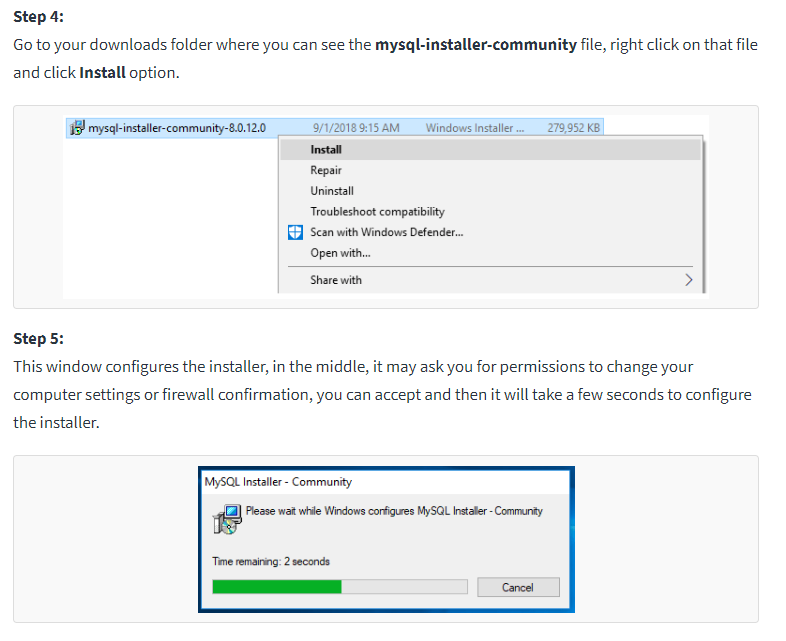 Step 4:
Go to your downloads folder where you can see the mysql-installer-community file, right click on that file
and click Install option.
mysql-installer-community-8.0.12.0 9/1/2018 9:15 AM Windows Installer ... 279,952 KB
Install
Repair
Uninstall
Troubleshoot compatibility
Scan with Windows Defender...
Open with...
Share with
Step 5:
This window configures the installer, in the middle, it may ask you for permissions to change your
computer settings or firewall confirmation, you can accept and then it will take a few seconds to configure
the installer.
MySQL Installer - Community
Please wait while Windows configures MySQL Installer - Community
Time remaining: 2 seconds
Cancel